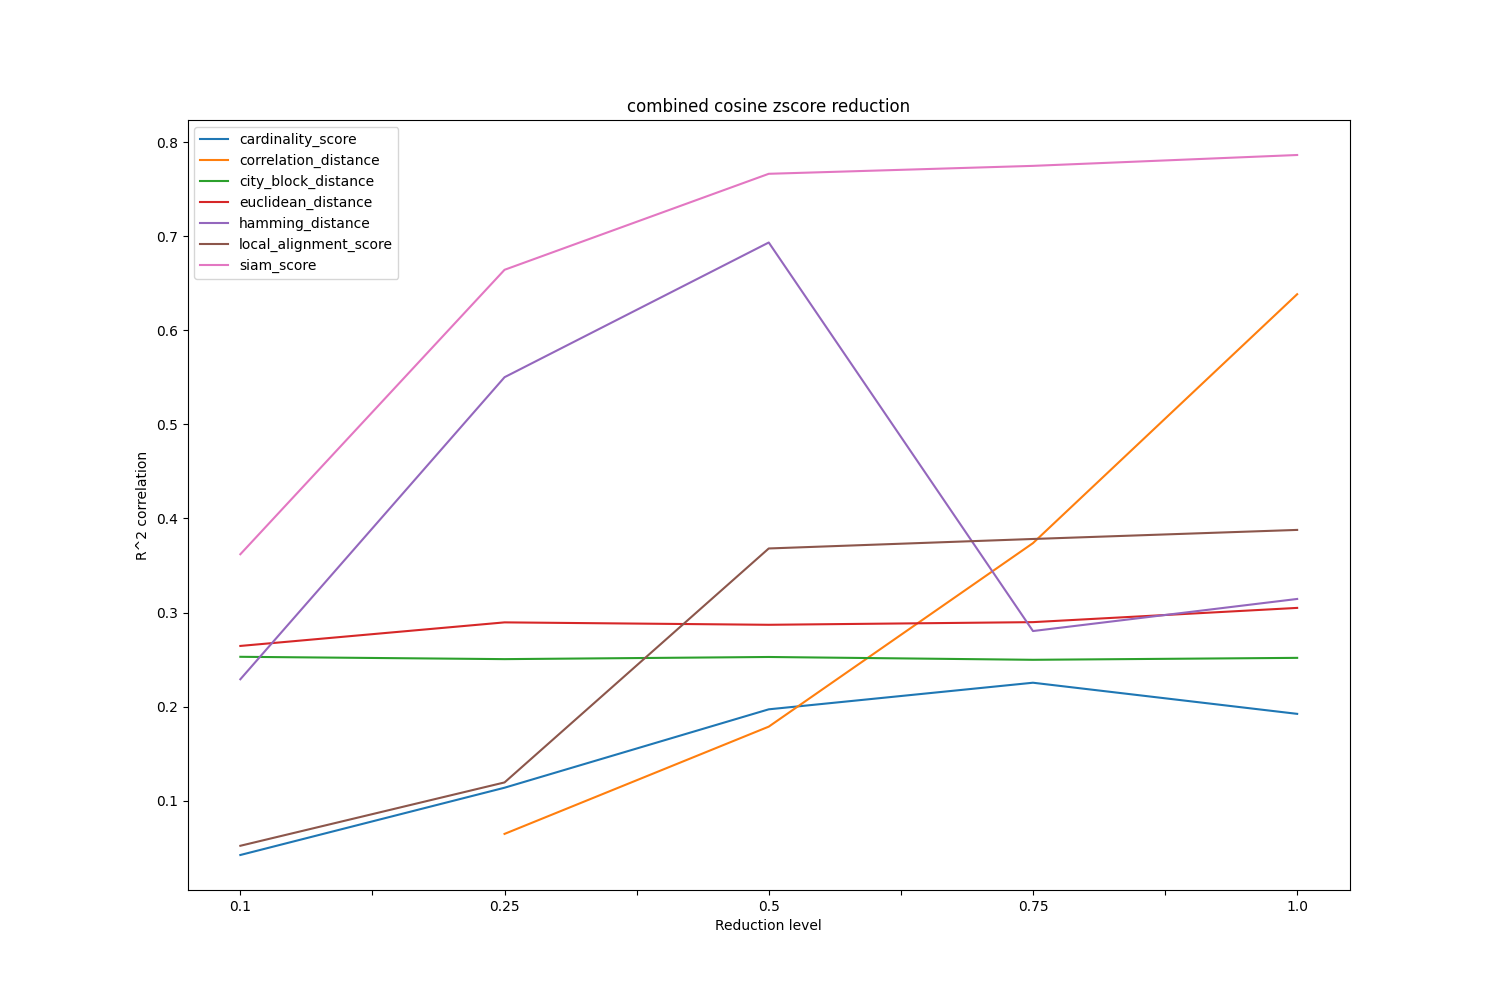 combined cosine zscore reduction
cardinality_score
correlation_distance
city_block_distance
euclidean_distance
hamming_distance
local_alignment_score
siam_score
0.8
0.7
0.6
0.5
0.4
0.3
0.2
0.1
R^2 correlation
0.1 0.25 0.5 0.75 1.0
Reduction level